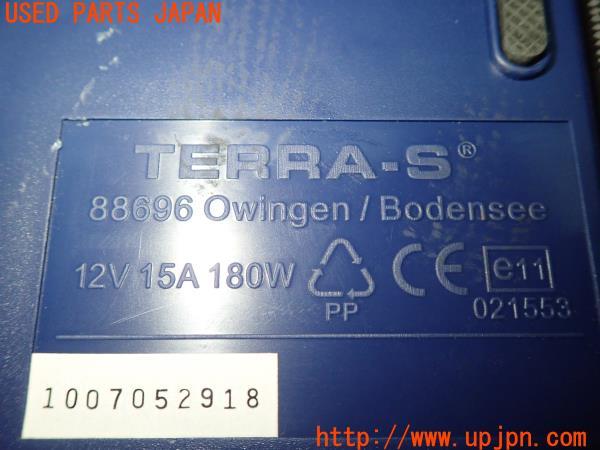 USED PARTS JAPAN
TERRA-S®
88696 Owingen / Bodensee
12V 15A 180W
PP
CE
e11
021553
1007052918
http://www.upjpn.com/